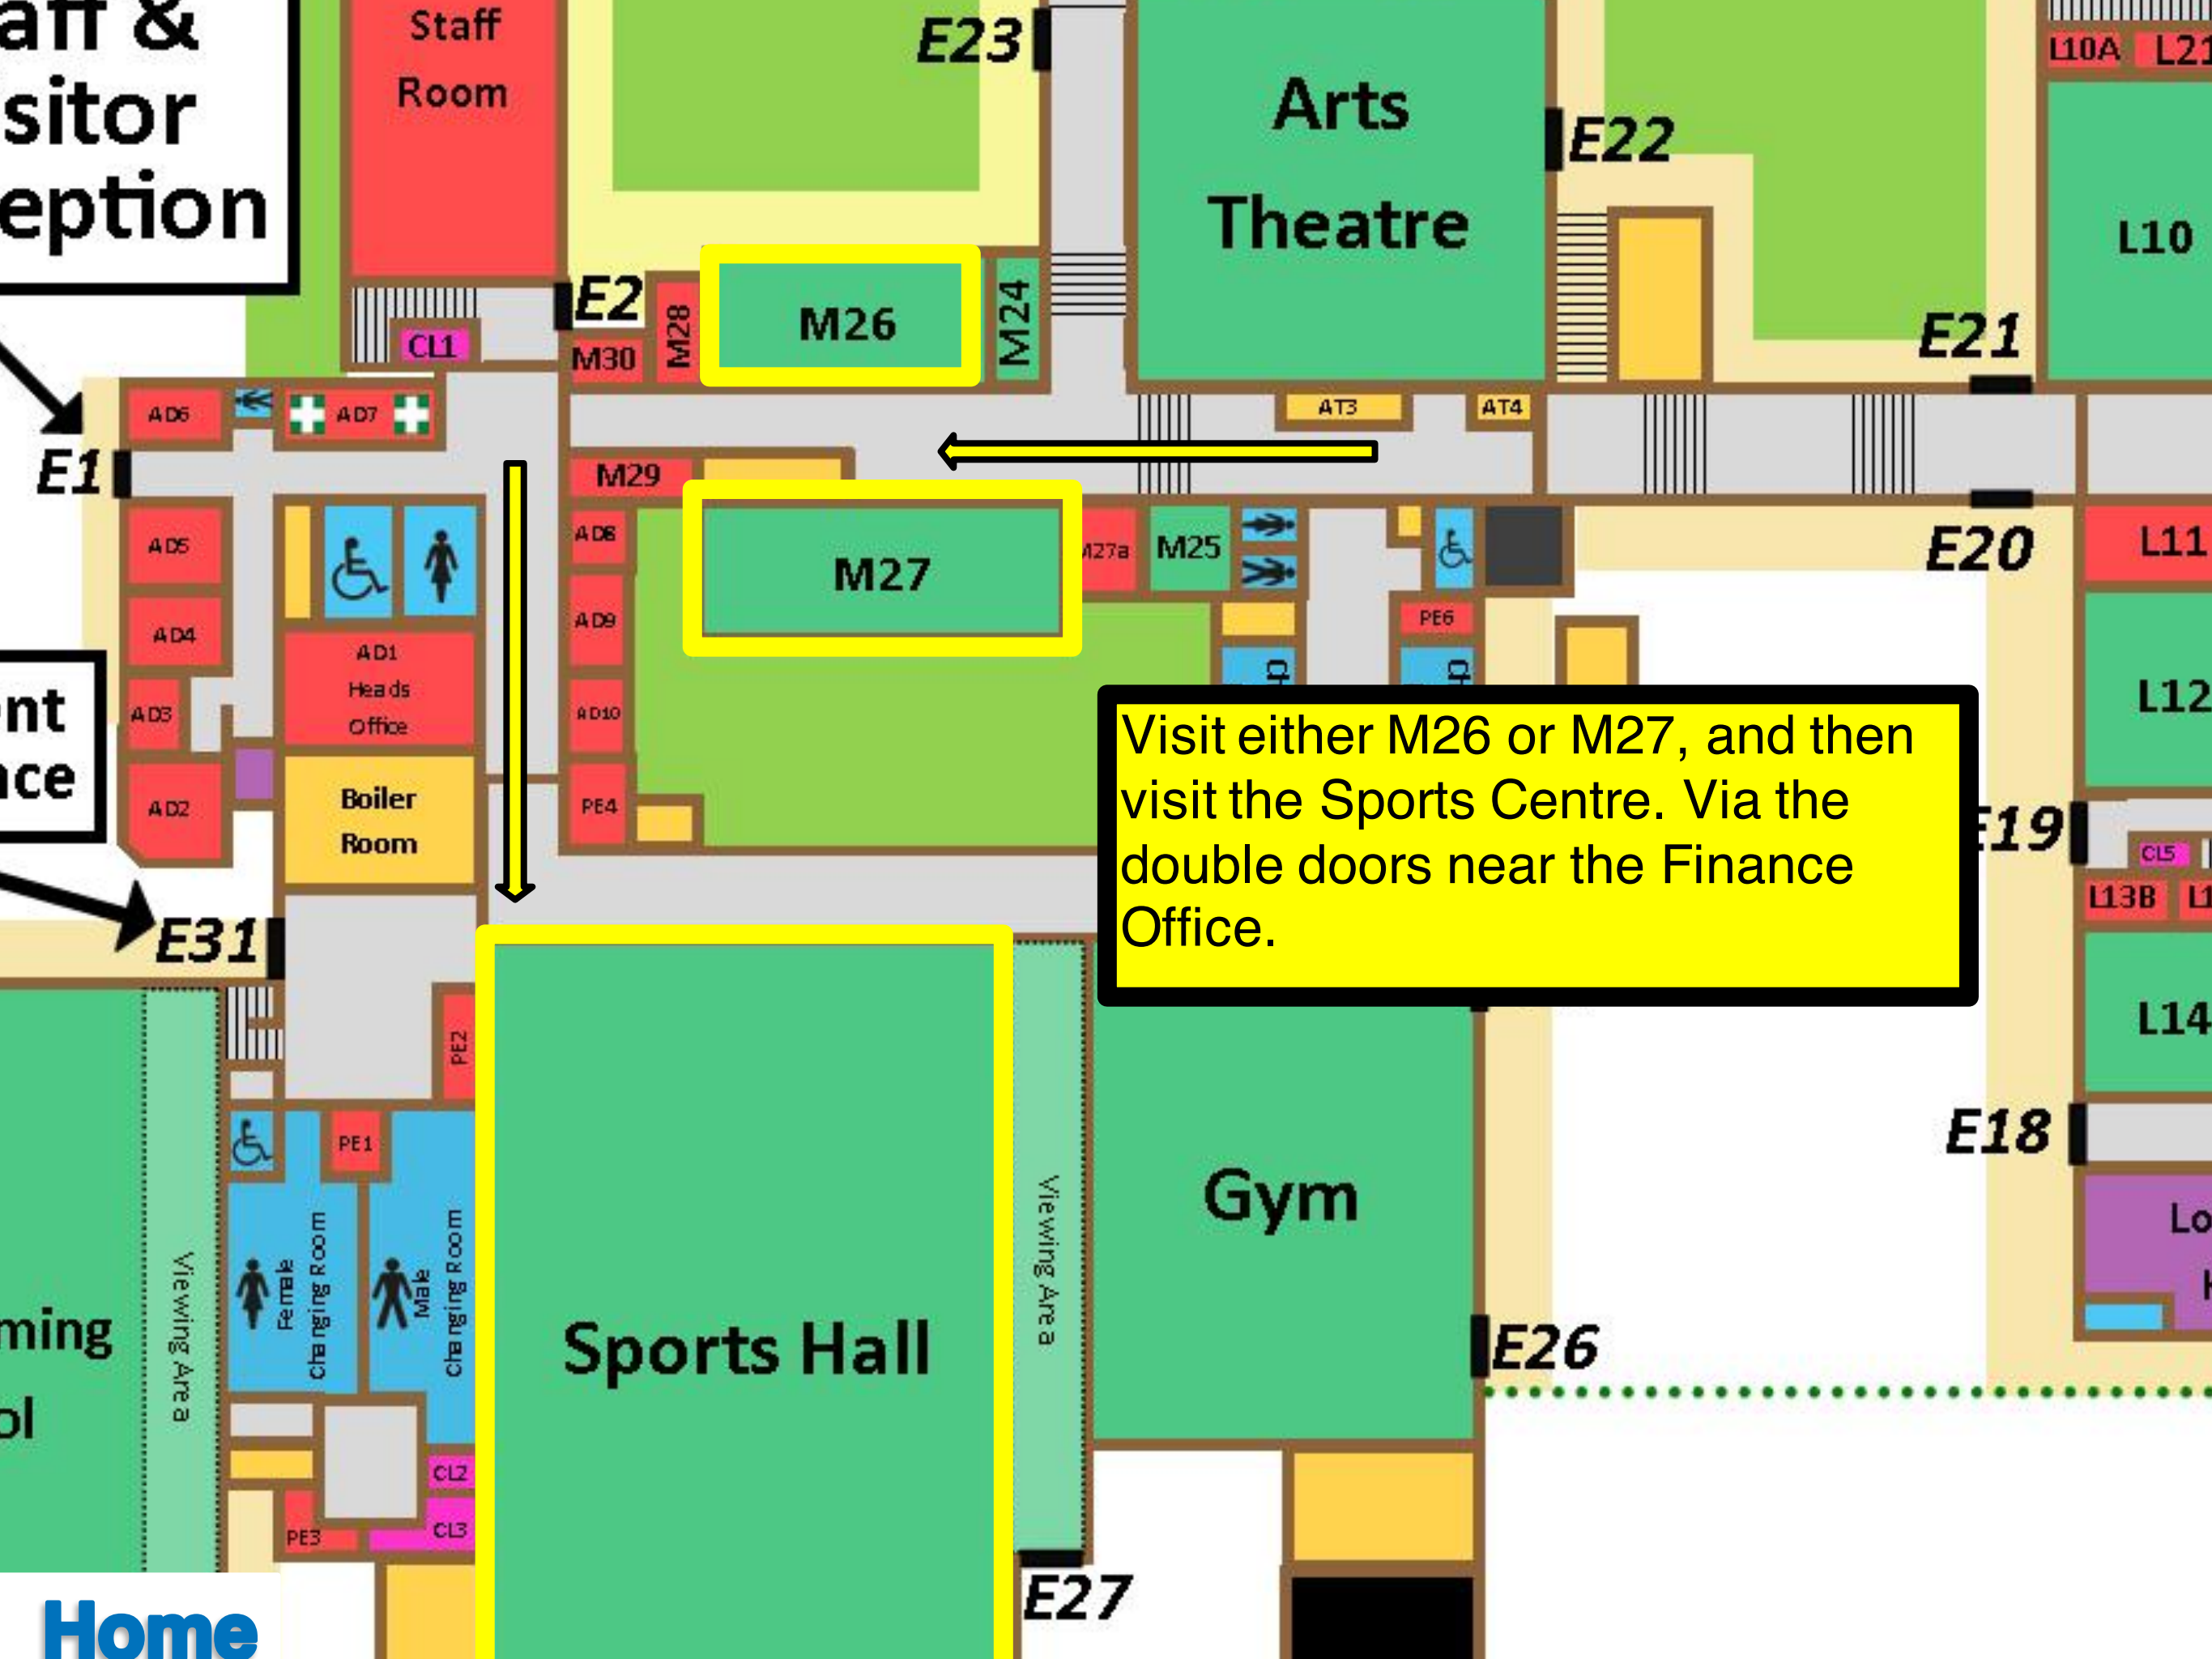 Staff
Room
E23
Arts
Theatre
E22
L10A
L10
E2
M28
M26
M24
CL1
M30
E21
AD6
AD7
AT3
AT4
E1
M29
AD5
AD8
M27
M27a
M25
E20
L11
AD4
AD9
PE6
AD1
Heads
Office
AD3
AD10
L12
AD2
Boiler
Room
PE4
Visit either M26 or M27, and then
visit the Sports Centre. Via the
double doors near the Finance
Office.
E19
CL5
L13B
E31
PE2
L14
PE1
E18
Gym
Viewing Area
Viewing Area
Female
Changing Room
Male
Changing Room
Sports Hall
E26
CL2
CL3
PE3
E27
Home